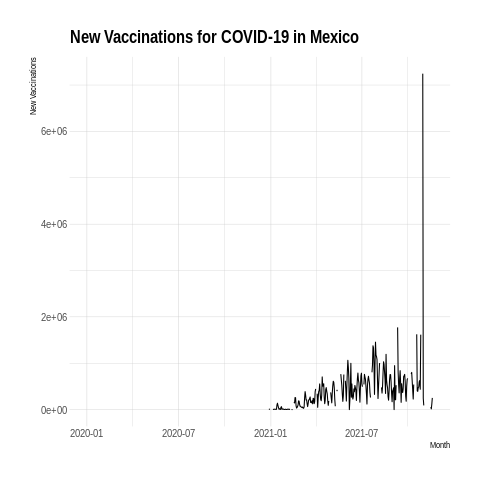 New Vaccinations for COVID-19 in Mexico
New Vaccinations
6e+06
4e+06
2e+06
0e+00
2020-01
2020-07
2021-01
2021-07
Month